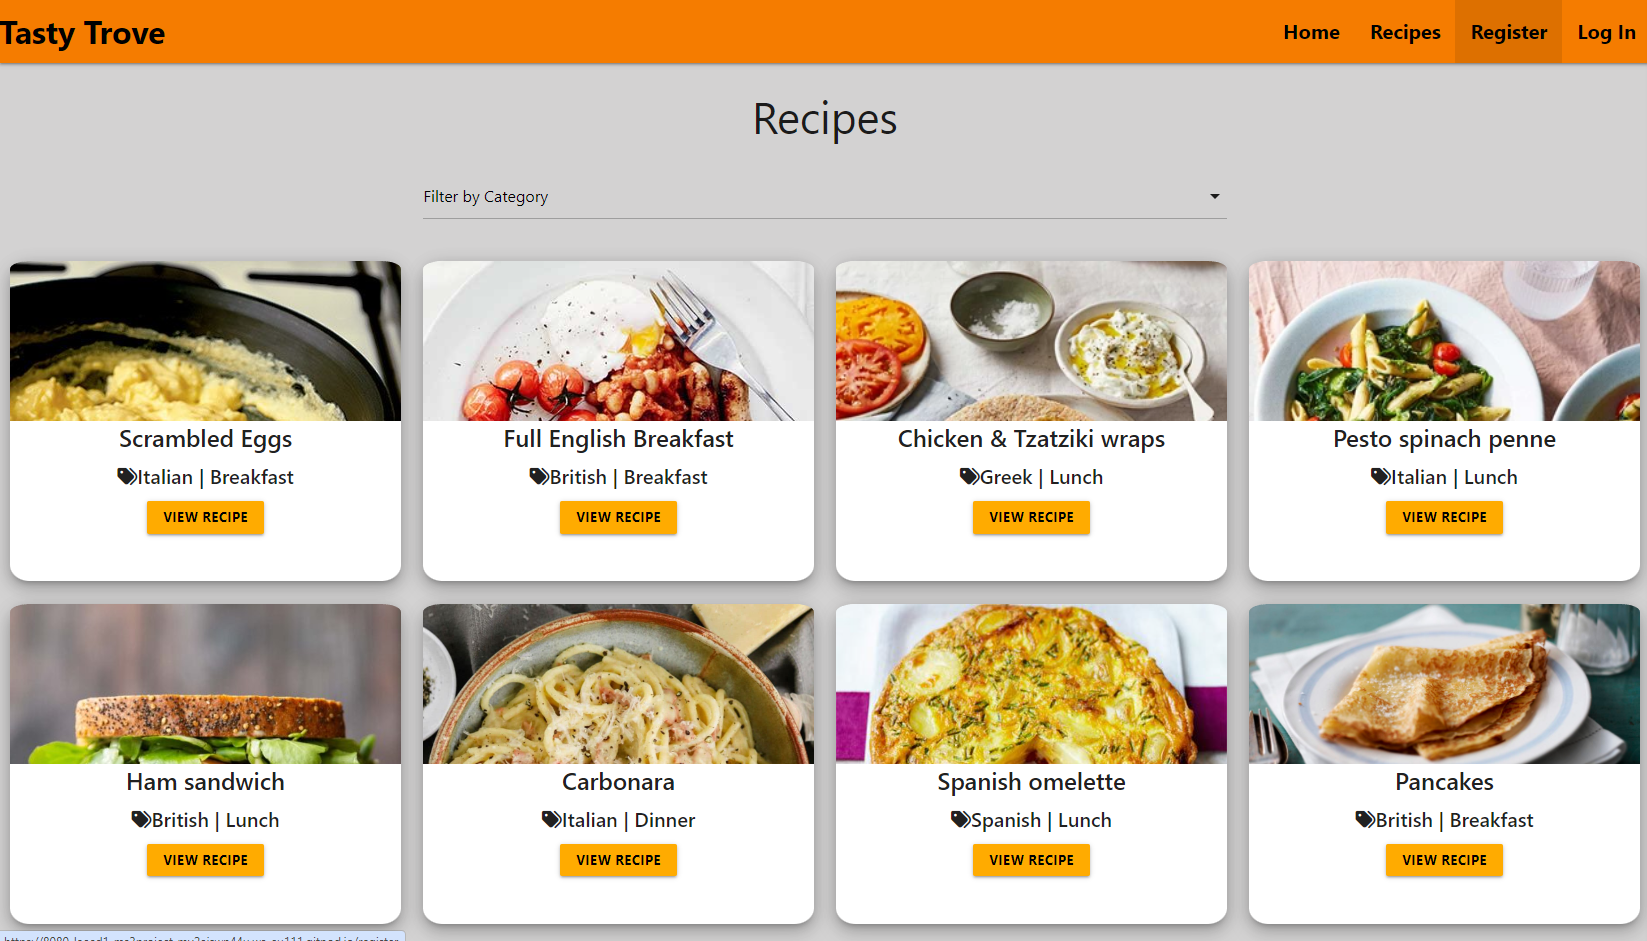 Tasty Trove
Home Recipes Register Log In
Recipes
Filter by Category
Scrambled Eggs
Italian | Breakfast
VIEW RECIPE
Full English Breakfast
British | Breakfast
VIEW RECIPE
Chicken & Tzatziki wraps
Greek | Lunch
VIEW RECIPE
Pesto spinach penne
Italian | Lunch
VIEW RECIPE
Ham sandwich
British | Lunch
VIEW RECIPE
Carbonara
Italian | Dinner
VIEW RECIPE
Spanish omelette
Spanish | Lunch
VIEW RECIPE
Pancakes
British | Breakfast
VIEW RECIPE